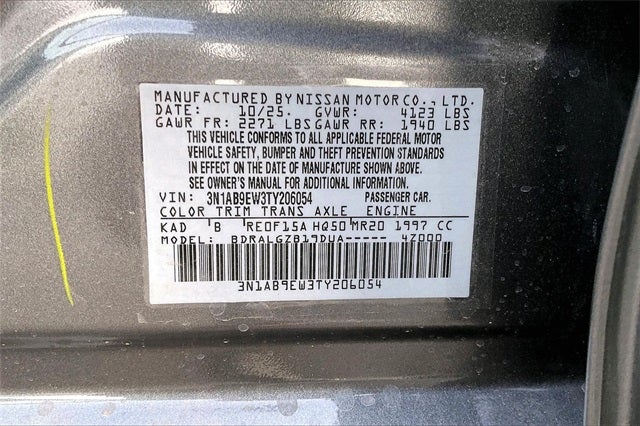 MANUFACTURED BY NISSAN MOTOR CO., LTD.
DATE: 10/25. GVWR: 4123 LBS
GAWR FR: 2271 LBS GAWR RR: 1940 LBS
THIS VEHICLE CONFORMS TO ALL APPLICABLE FEDERAL MOTOR
VEHICLE SAFETY, BUMPER AND THEFT PREVENTION STANDARDS
IN EFFECT ON THE DATE OF MANUFACTURE SHOWN ABOVE.
SEE OWNER'S MANUAL FOR ADDITIONAL INFORMATION.
VIN: 3N1AB9EW3TY206054 PASSENGER CAR.
COLOR TRIM TRANS AXLE ENGINE
KAD B RE0F15A HQ50 MR20 1997 CC
MODEL: BDRALGZB19DUA----- 4Z000
3N1AB9EW3TY206054